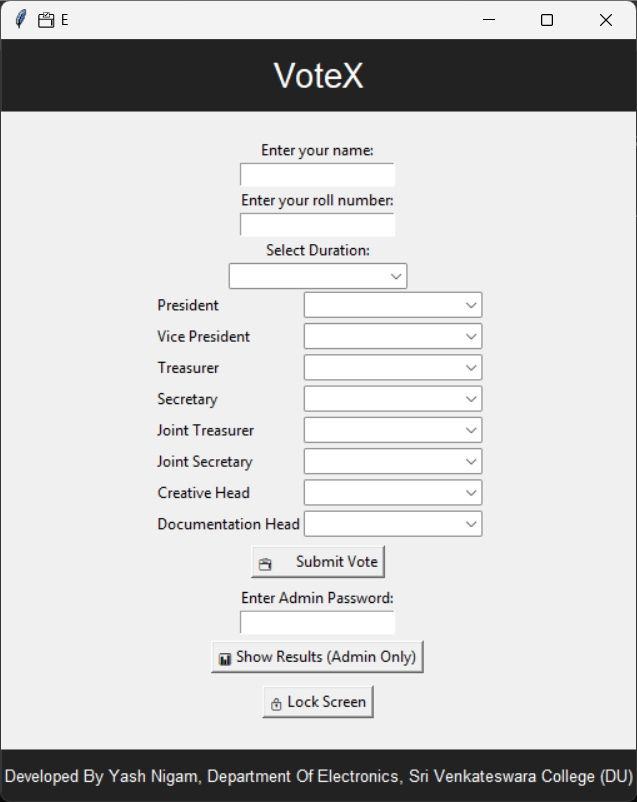 E
VoteX
Enter your name:
Enter your roll number:
Select Duration:
President
Vice President
Treasurer
Secretary
Joint Treasurer
Joint Secretary
Creative Head
Documentation Head
Submit Vote
Enter Admin Password:
Show Results (Admin Only)
Lock Screen
Developed By Yash Nigam, Department Of Electronics, Sri Venkateswara College (DU)